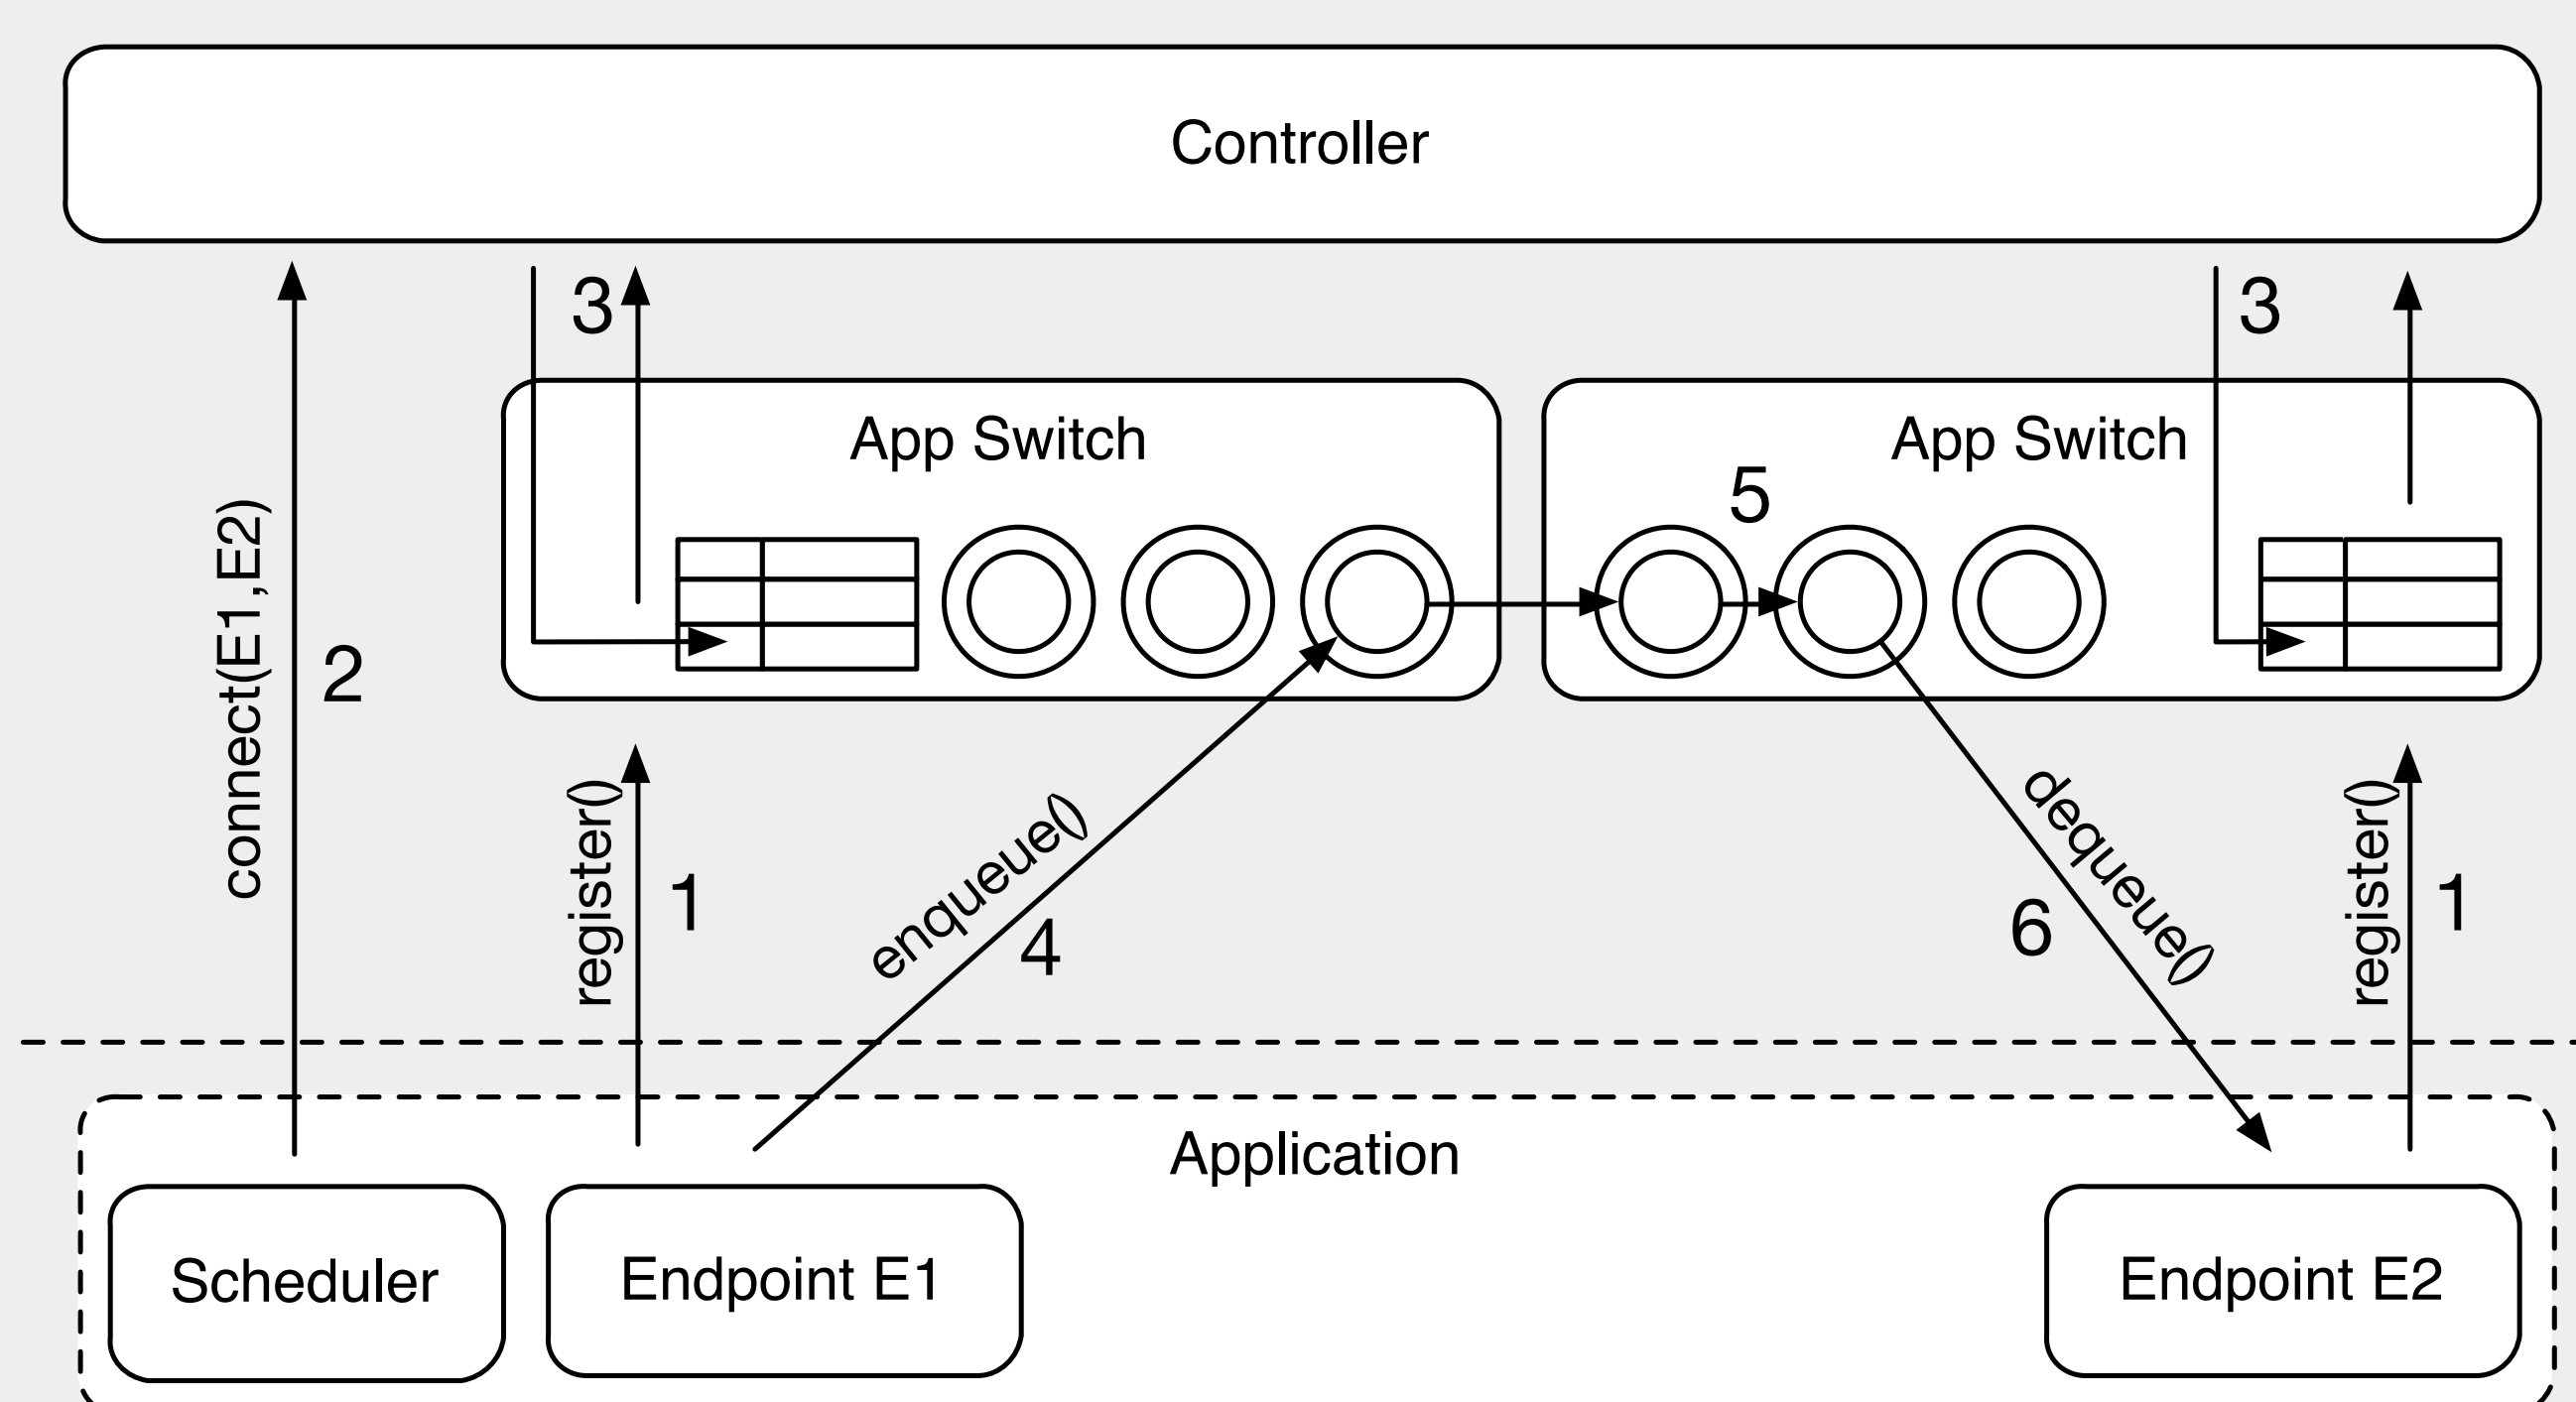 Controller
3
3
App Switch
App Switch
5
connect(E1,E2)
2
register()
1
enqueue()
4
dequeue()
6
register()
1
Application
Scheduler
Endpoint E1
Endpoint E2